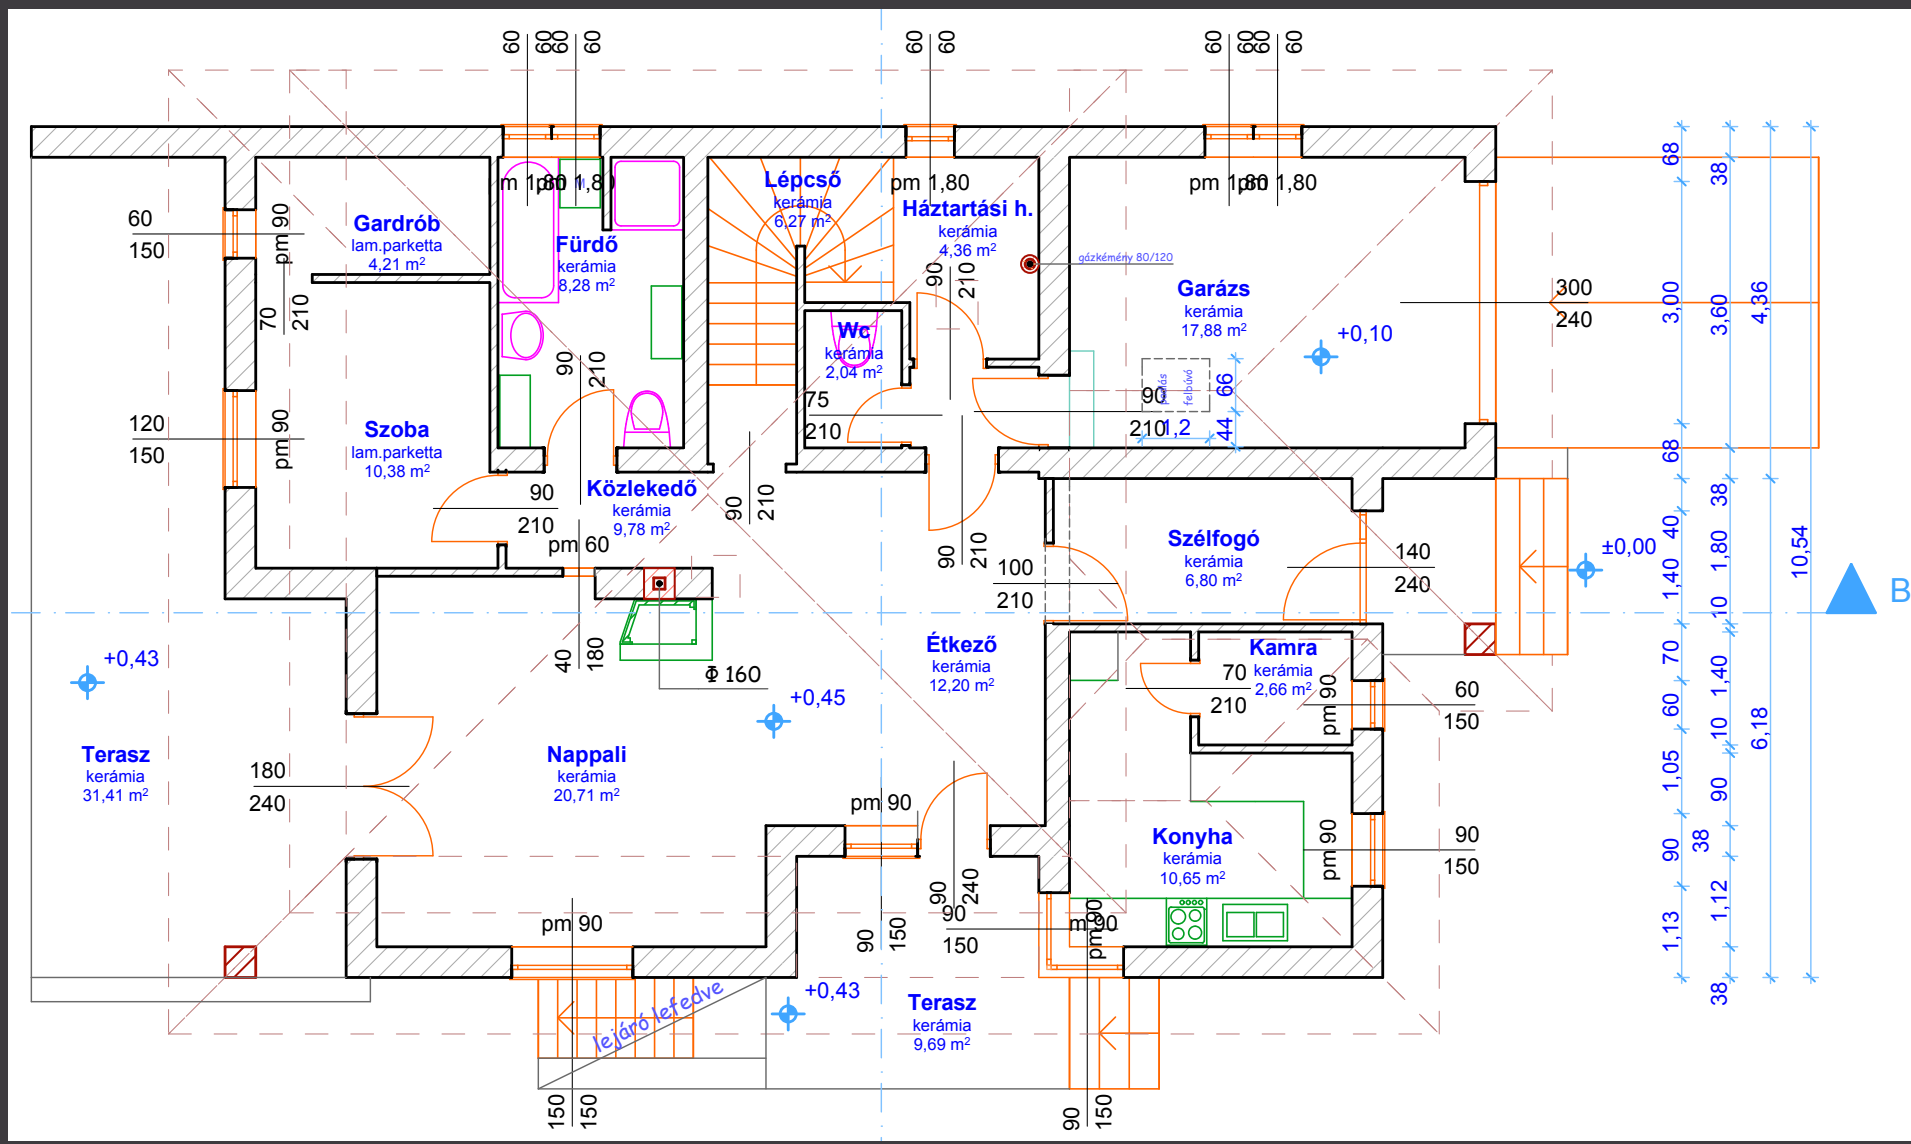 60
60
60
60
60
60
60
60
60
60
m 1,80
pm 1,80
pm 1,80
pm 1,80
pm 1,80
Lépcső
kerámia
6,27 m²
Háztartási h.
kerámia
4,36 m²
Gardrób
lam.parketta
4,21 m²
Fürdő
kerámia
8,28 m²
60
150
pm 90
70
210
gázkémény 80/120
Garázs
kerámia
17,88 m²
+0,10
300
240
90
210
Wc
kerámia
2,04 m²
75
210
90
210
90
210
felbúvó
66
44
1,2
120
150
pm 90
Szoba
lam.parketta
10,38 m²
90
210
Közlekedő
kerámia
9,78 m²
pm 60
90
210
90
210
100
210
Szélfogó
kerámia
6,80 m²
140
240
±0,00
B
+0,43
40
180
Φ 160
+0,45
Étkező
kerámia
12,20 m²
Kamra
kerámia
2,66 m²
70
210
pm 90
60
150
Terasz
kerámia
31,41 m²
180
240
Nappali
kerámia
20,71 m²
pm 90
90
240
Konyha
kerámia
10,65 m²
pm 90
90
150
pm 90
90
150
90
150
m 90
pm 90
lejáró lefedve
+0,43
Terasz
kerámia
9,69 m²
150
150
90
150
68
3,00
68
40
1,40
70
60
1,05
90
1,13
38
3,60
38
1,80
10
1,40
10
90
38
1,12
38
4,36
6,18
10,54